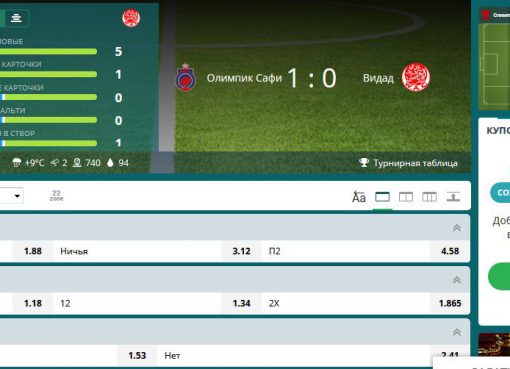 Олимп
ОВЫЕ
5
КАРТОЧКИ
1
Е КАРТОЧКИ
0
АЛЬТИ
0
В СТВОР
1
Олимпик Сафи 1 : 0 Видад
+9°C 2 740 94
Турнирная таблица
22 zone
Aa
КУПО
СО
Доб
в
1.88 Ничья 3.12 П2 4.58
1.18 12 1.34 2X 1.865
1.53 Нет 2.41